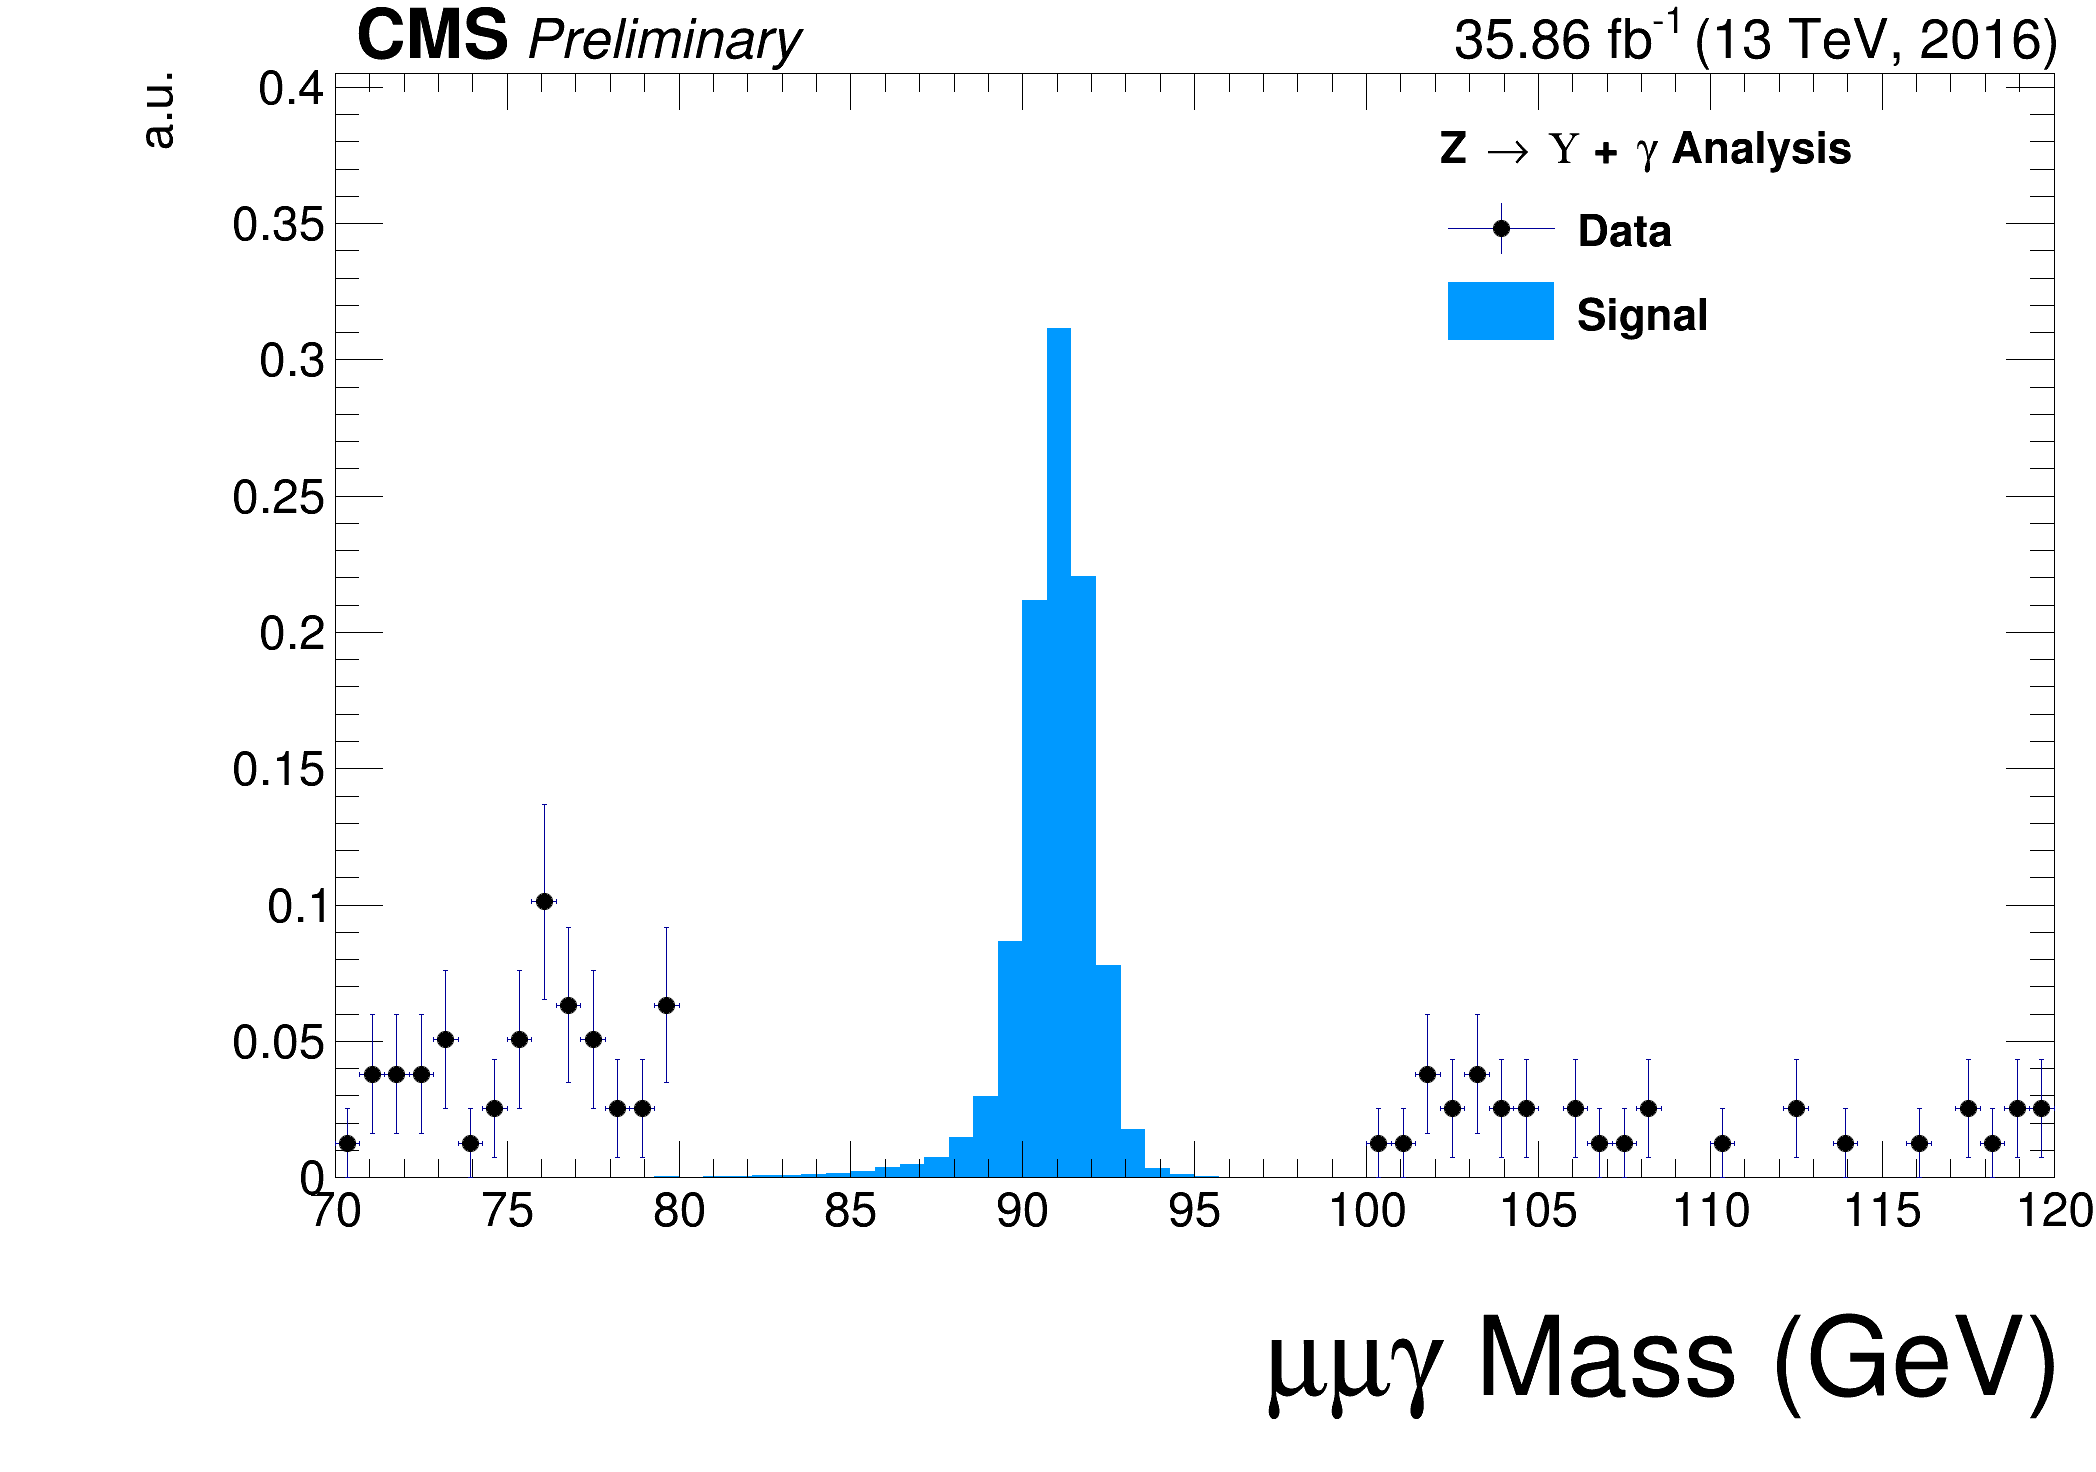 CMS Preliminary 35.86 fb⁻¹ (13 TeV, 2016)
a.u.
0.4
0.35
0.3
0.25
0.2
0.15
0.1
0.05
0
Z → Υ + γ Analysis
Data
Signal
70 75 80 85 90 95 100 105 110 115 120
μμγ Mass (GeV)